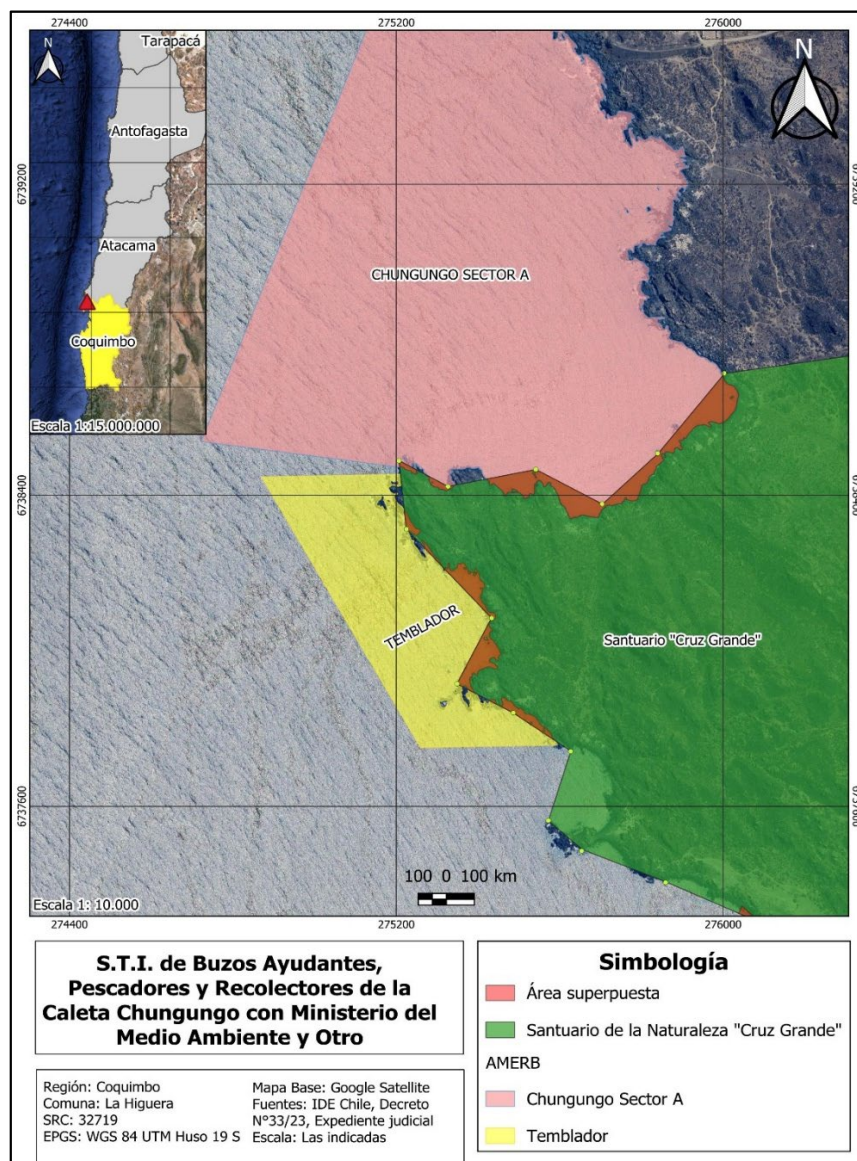 274400
275200
276000
Tarapacá
N
N
Antofagasta
6739200
6739200
Atacama
CHUNGUNGO SECTOR A
Coquimbo
Escala 1:15.000.000
6738400
6738400
TEMBLADOR
Santuario "Cruz Grande"
6737600
6737600
100 0 100 km
Escala 1: 10.000
274400
275200
276000
S.T.I. de Buzos Ayudantes,
Pescadores y Recolectores de la
Caleta Chungungo con Ministerio del
Medio Ambiente y Otro
Región: Coquimbo
Comuna: La Higuera
SRC: 32719
EPGS: WGS 84 UTM Huso 19 S
Mapa Base: Google Satellite
Fuentes: IDE Chile, Decreto
N°33/23, Expediente judicial
Escala: Las indicadas
Simbología
Área superpuesta
Santuario de la Naturaleza "Cruz Grande"
AMERB
Chungungo Sector A
Temblador